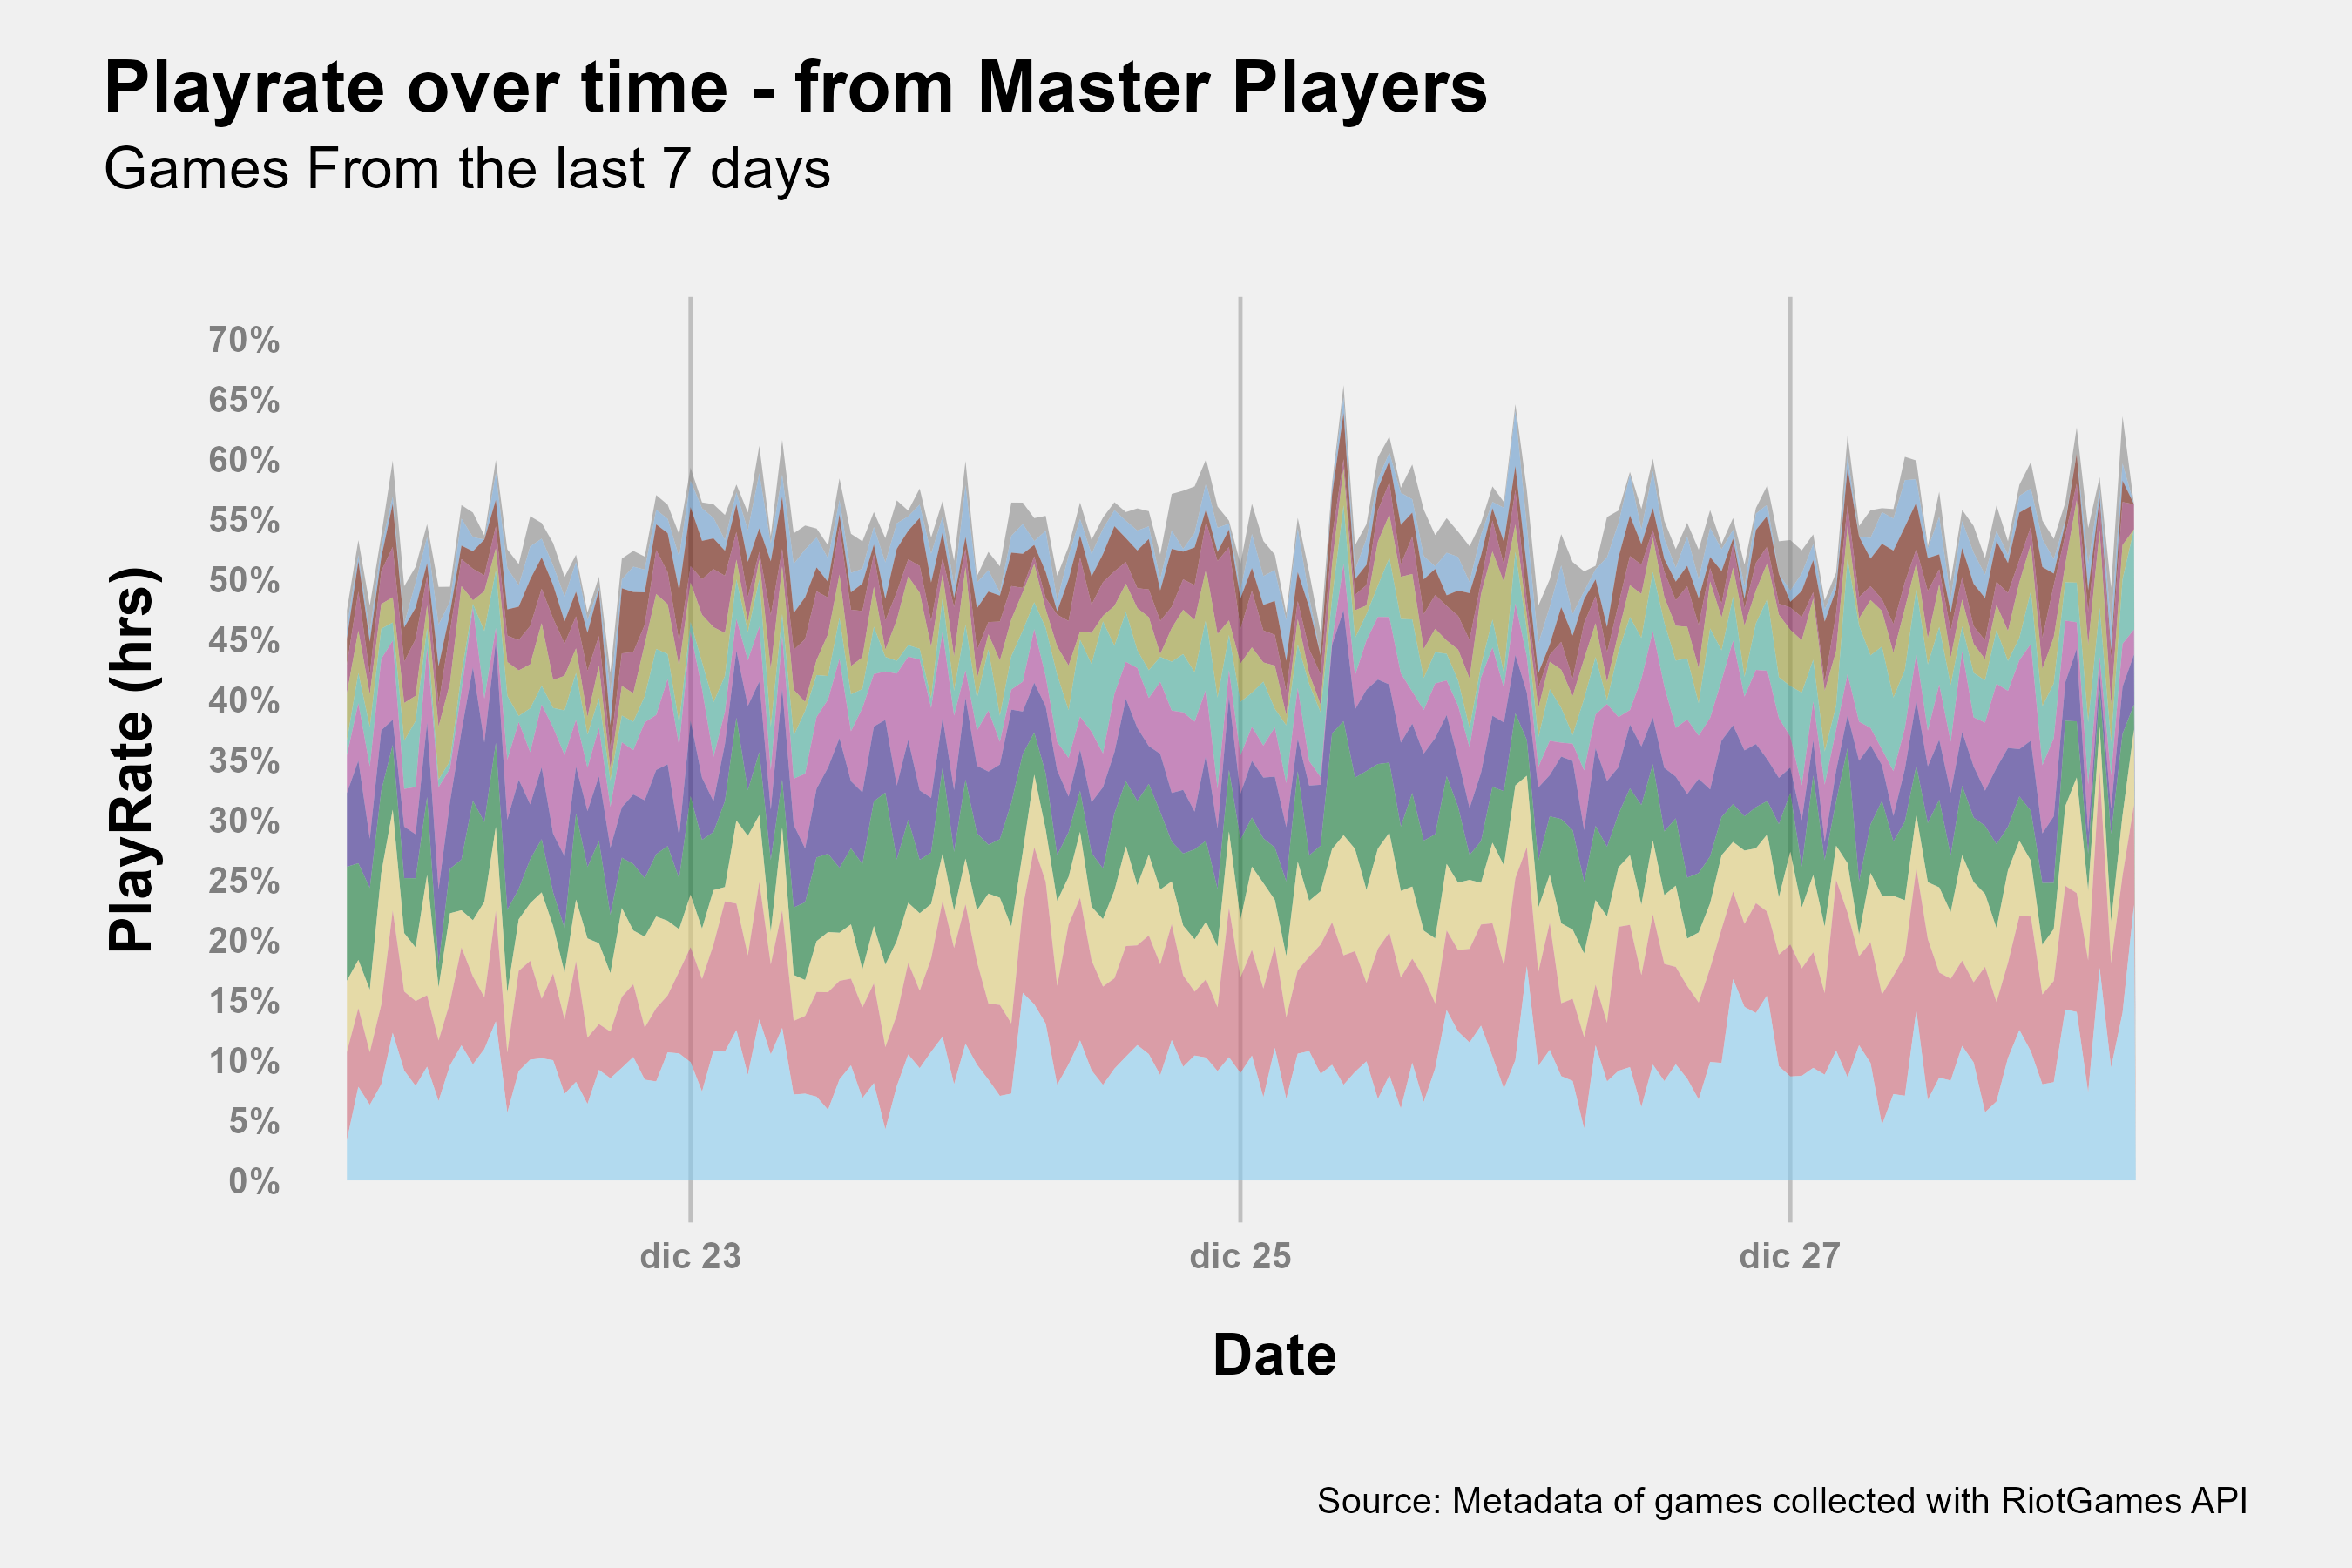 Playrate over time - from Master Players
Games From the last 7 days
70%
65%
60%
55%
50%
45%
40%
35%
30%
25%
20%
15%
10%
5%
0%
PlayRate (hrs)
dic 23
dic 25
dic 27
Date
Source: Metadata of games collected with RiotGames API